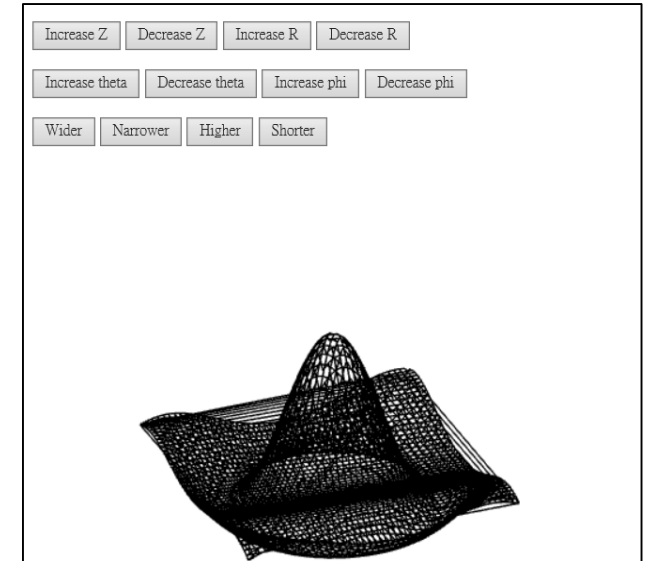 Increase Z Decrease Z Increase R Decrease R
Increase theta Decrease theta Increase phi Decrease phi
Wider Narrower Higher Shorter